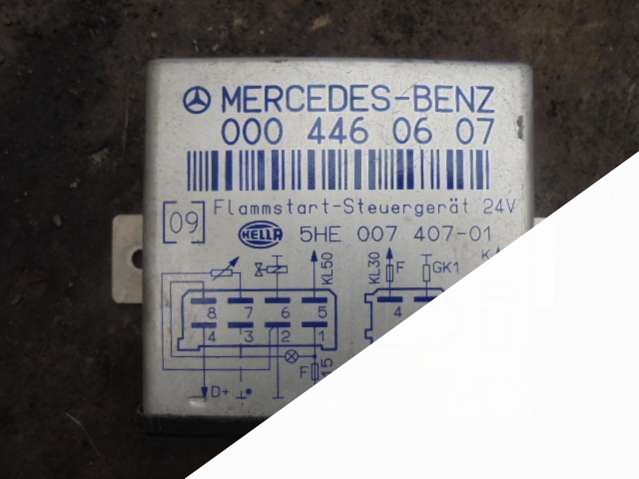 MERCEDES-BENZ
000 446 06 07
[09] Flammstart-Steuergerät 24V
HELLA 5HE 007 407-01
KL50 KL30 F GK1 K
8 7 6 5 4
4 3 2 1
F 15
D+